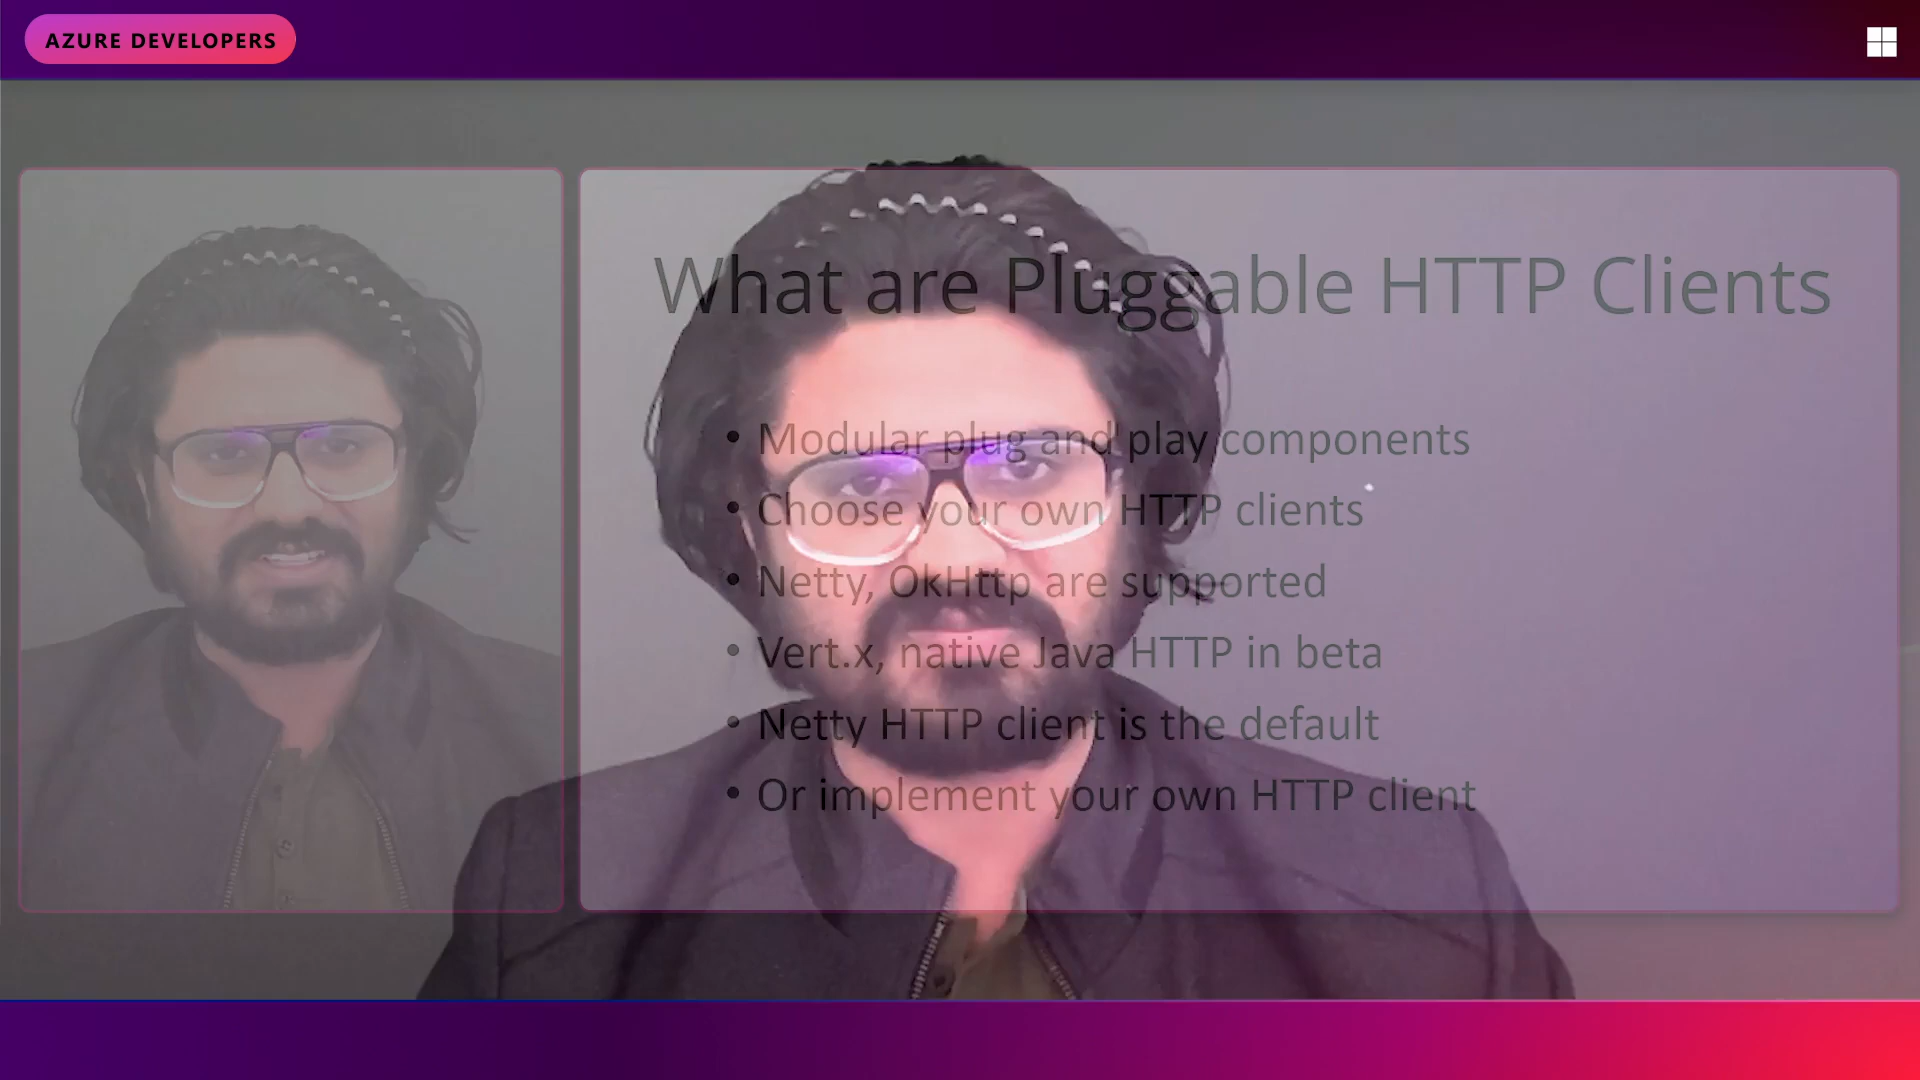 AZURE DEVELOPERS
What are Pluggable HTTP Clients
• Modular plug and play components
• Choose your own HTTP clients
• Netty, OkHttp are supported
• Vert.x, native Java HTTP in beta
• Netty HTTP client is the default
• Or implement your own HTTP client